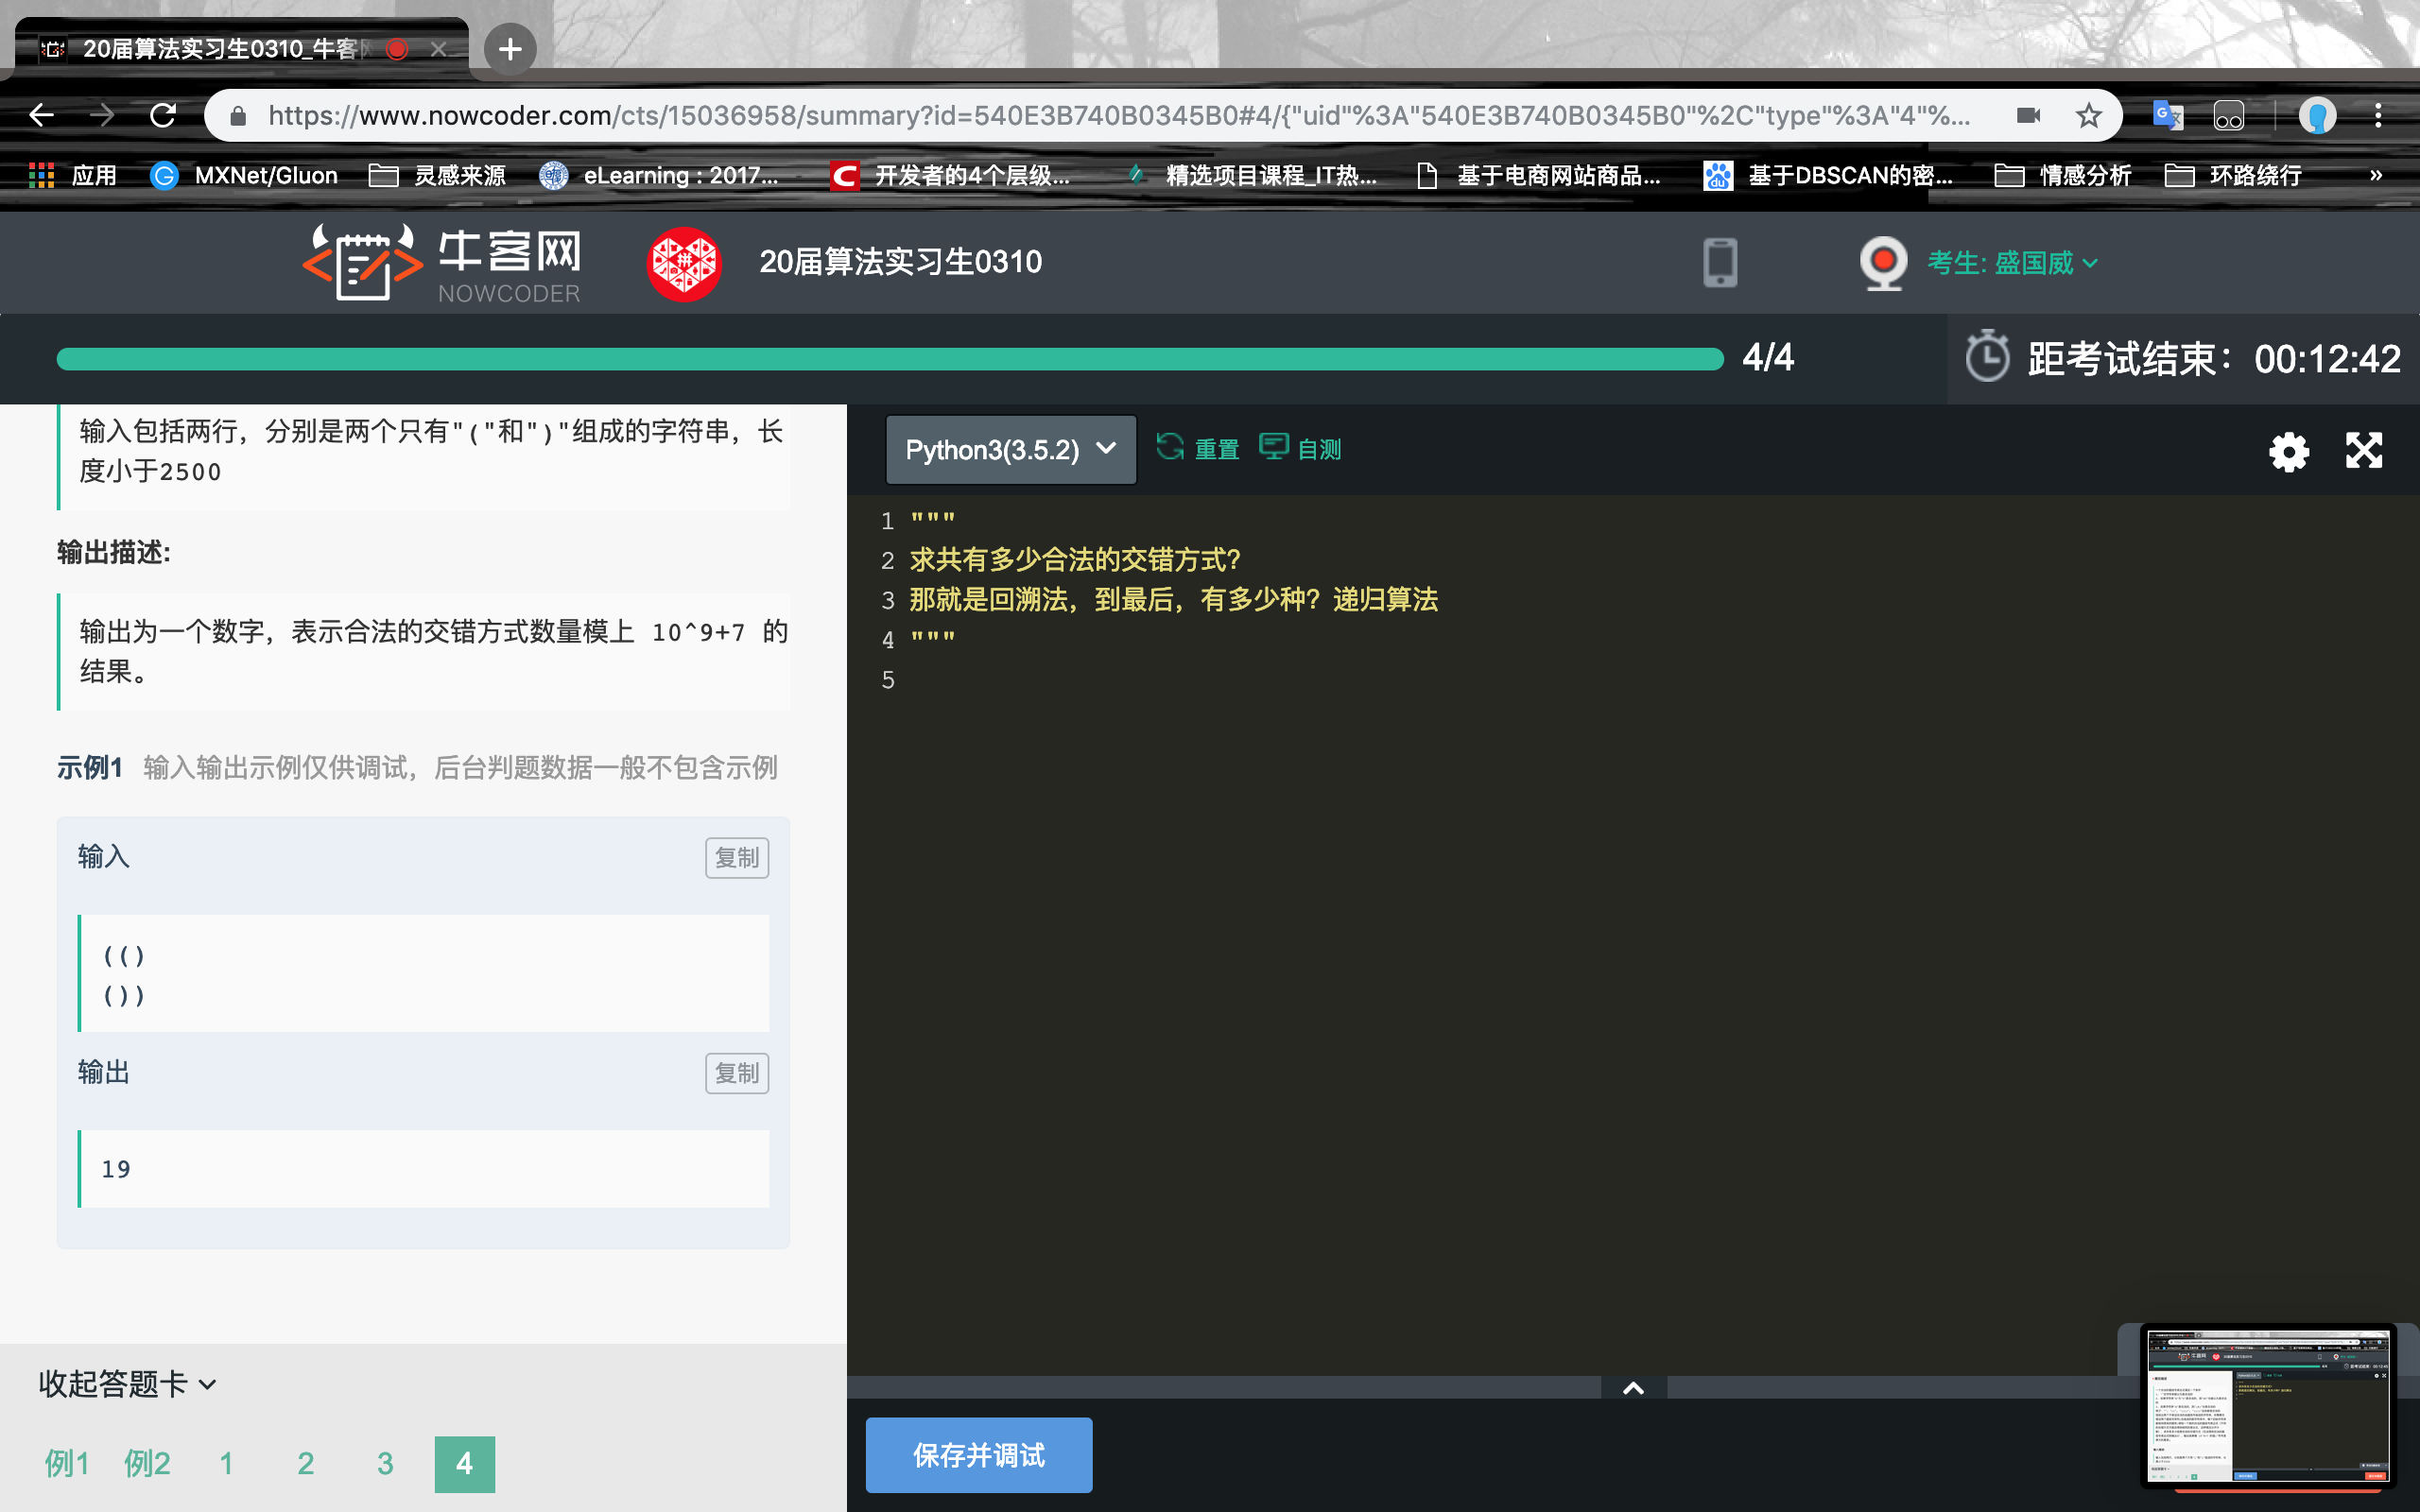 20届算法实习生0310_牛客
https://www.nowcoder.com/cts/15036958/summary?id=540E3B740B0345B0#4/{"uid"%3A"540E3B740B0345B0"%2C"type"%3A"4"%...
应用 MXNet/Gluon 灵感来源 eLearning : 2017... 开发者的4个层级... 精选项目课程_IT热... 基于电商网站商品... 基于DBSCAN的密... 情感分析 环路绕行 »
牛客网
NOWCODER
拼
20届算法实习生0310
考生: 盛国威
4/4
距考试结束：00:12:42
输入包括两行，分别是两个只有"("和")"组成的字符串，长
度小于2500
输出描述:
输出为一个数字，表示合法的交错方式数量模上 10^9+7 的
结果。
示例1 输入输出示例仅供调试，后台判题数据一般不包含示例
输入 复制
(()
())
输出 复制
19
收起答题卡
例1 例2 1 2 3 4
Python3(3.5.2) 重置 自测
1 """
2 求共有多少合法的交错方式?
3 那就是回溯法，到最后，有多少种? 递归算法
4 """
5
保存并调试